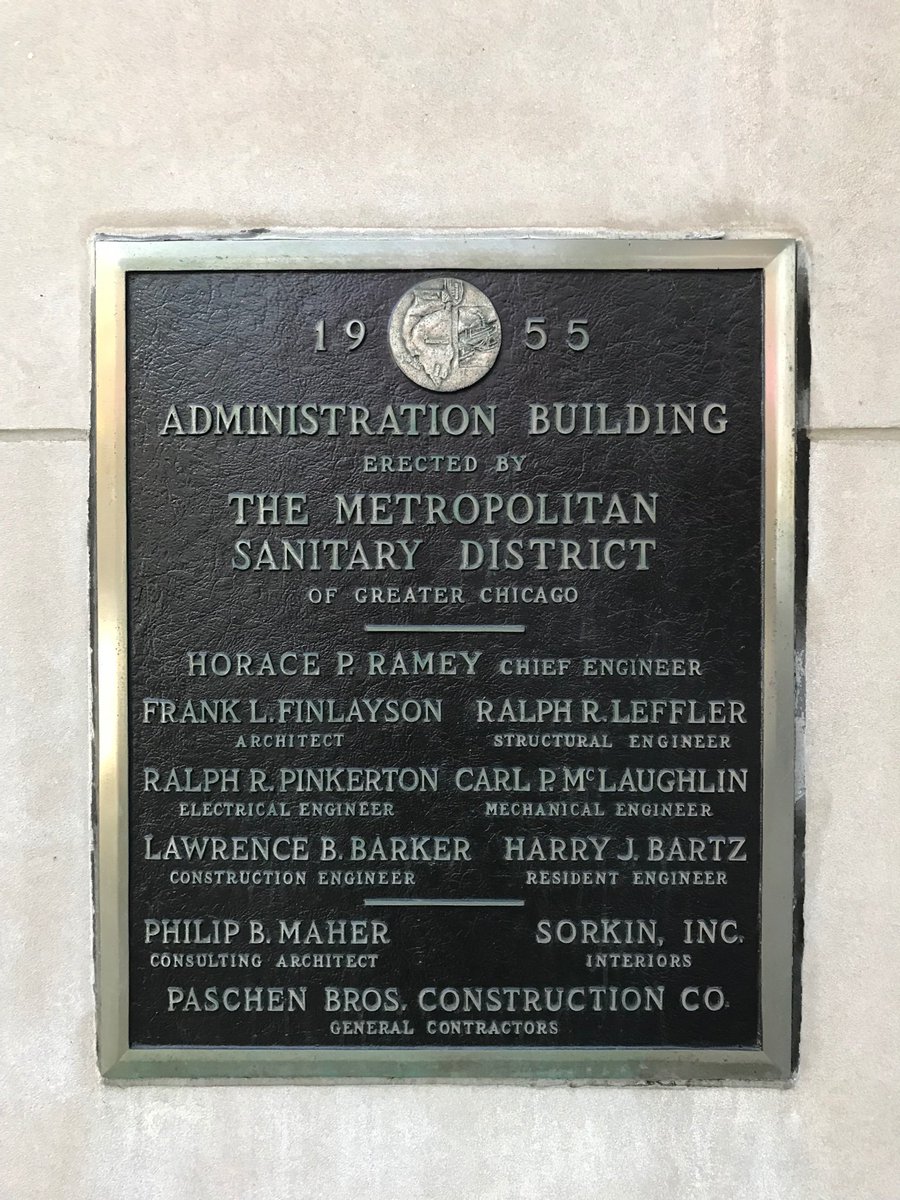 19 55
ADMINISTRATION BUILDING
ERECTED BY
THE METROPOLITAN
SANITARY DISTRICT
OF GREATER CHICAGO
HORACE P. RAMEY CHIEF ENGINEER
FRANK L. FINLAYSON RALPH R. LEFFLER
ARCHITECT STRUCTURAL ENGINEER
RALPH R. PINKERTON CARL P. McLAUGHLIN
ELECTRICAL ENGINEER MECHANICAL ENGINEER
LAWRENCE B. BARKER HARRY J. BARTZ
CONSTRUCTION ENGINEER RESIDENT ENGINEER
PHILIP B. MAHER SORKIN, INC.
CONSULTING ARCHITECT INTERIORS
PASCHEN BROS. CONSTRUCTION CO.
GENERAL CONTRACTORS